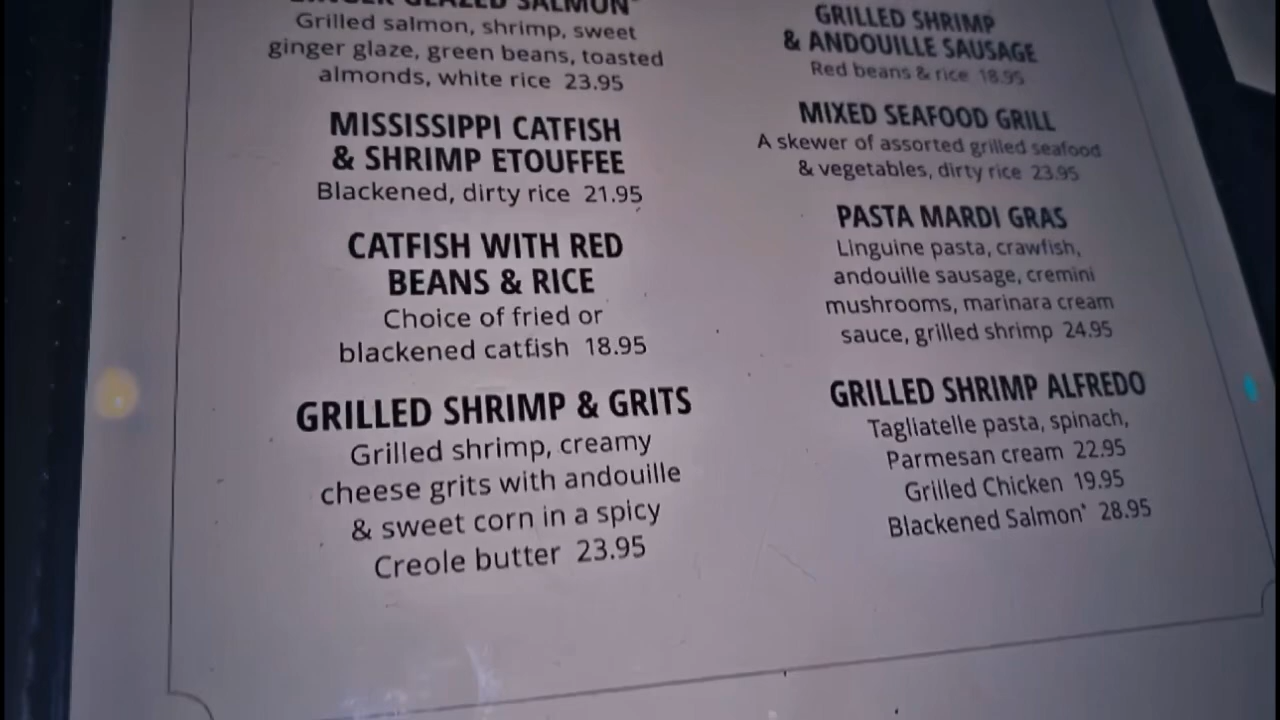 GINGER GLAZED SALMON*
Grilled salmon, shrimp, sweet
ginger glaze, green beans, toasted
almonds, white rice 23.95
MISSISSIPPI CATFISH
& SHRIMP ETOUFFEE
Blackened, dirty rice 21.95
CATFISH WITH RED
BEANS & RICE
Choice of fried or
blackened catfish 18.95
GRILLED SHRIMP & GRITS
Grilled shrimp, creamy
cheese grits with andouille
& sweet corn in a spicy
Creole butter 23.95
GRILLED SHRIMP
& ANDOUILLE SAUSAGE
Red beans & rice 18.95
MIXED SEAFOOD GRILL
A skewer of assorted grilled seafood
& vegetables, dirty rice 23.95
PASTA MARDI GRAS
Linguine pasta, crawfish,
andouille sausage, cremini
mushrooms, marinara cream
sauce, grilled shrimp 24.95
GRILLED SHRIMP ALFREDO
Tagliatelle pasta, spinach,
Parmesan cream 22.95
Grilled Chicken 19.95
Blackened Salmon* 28.95